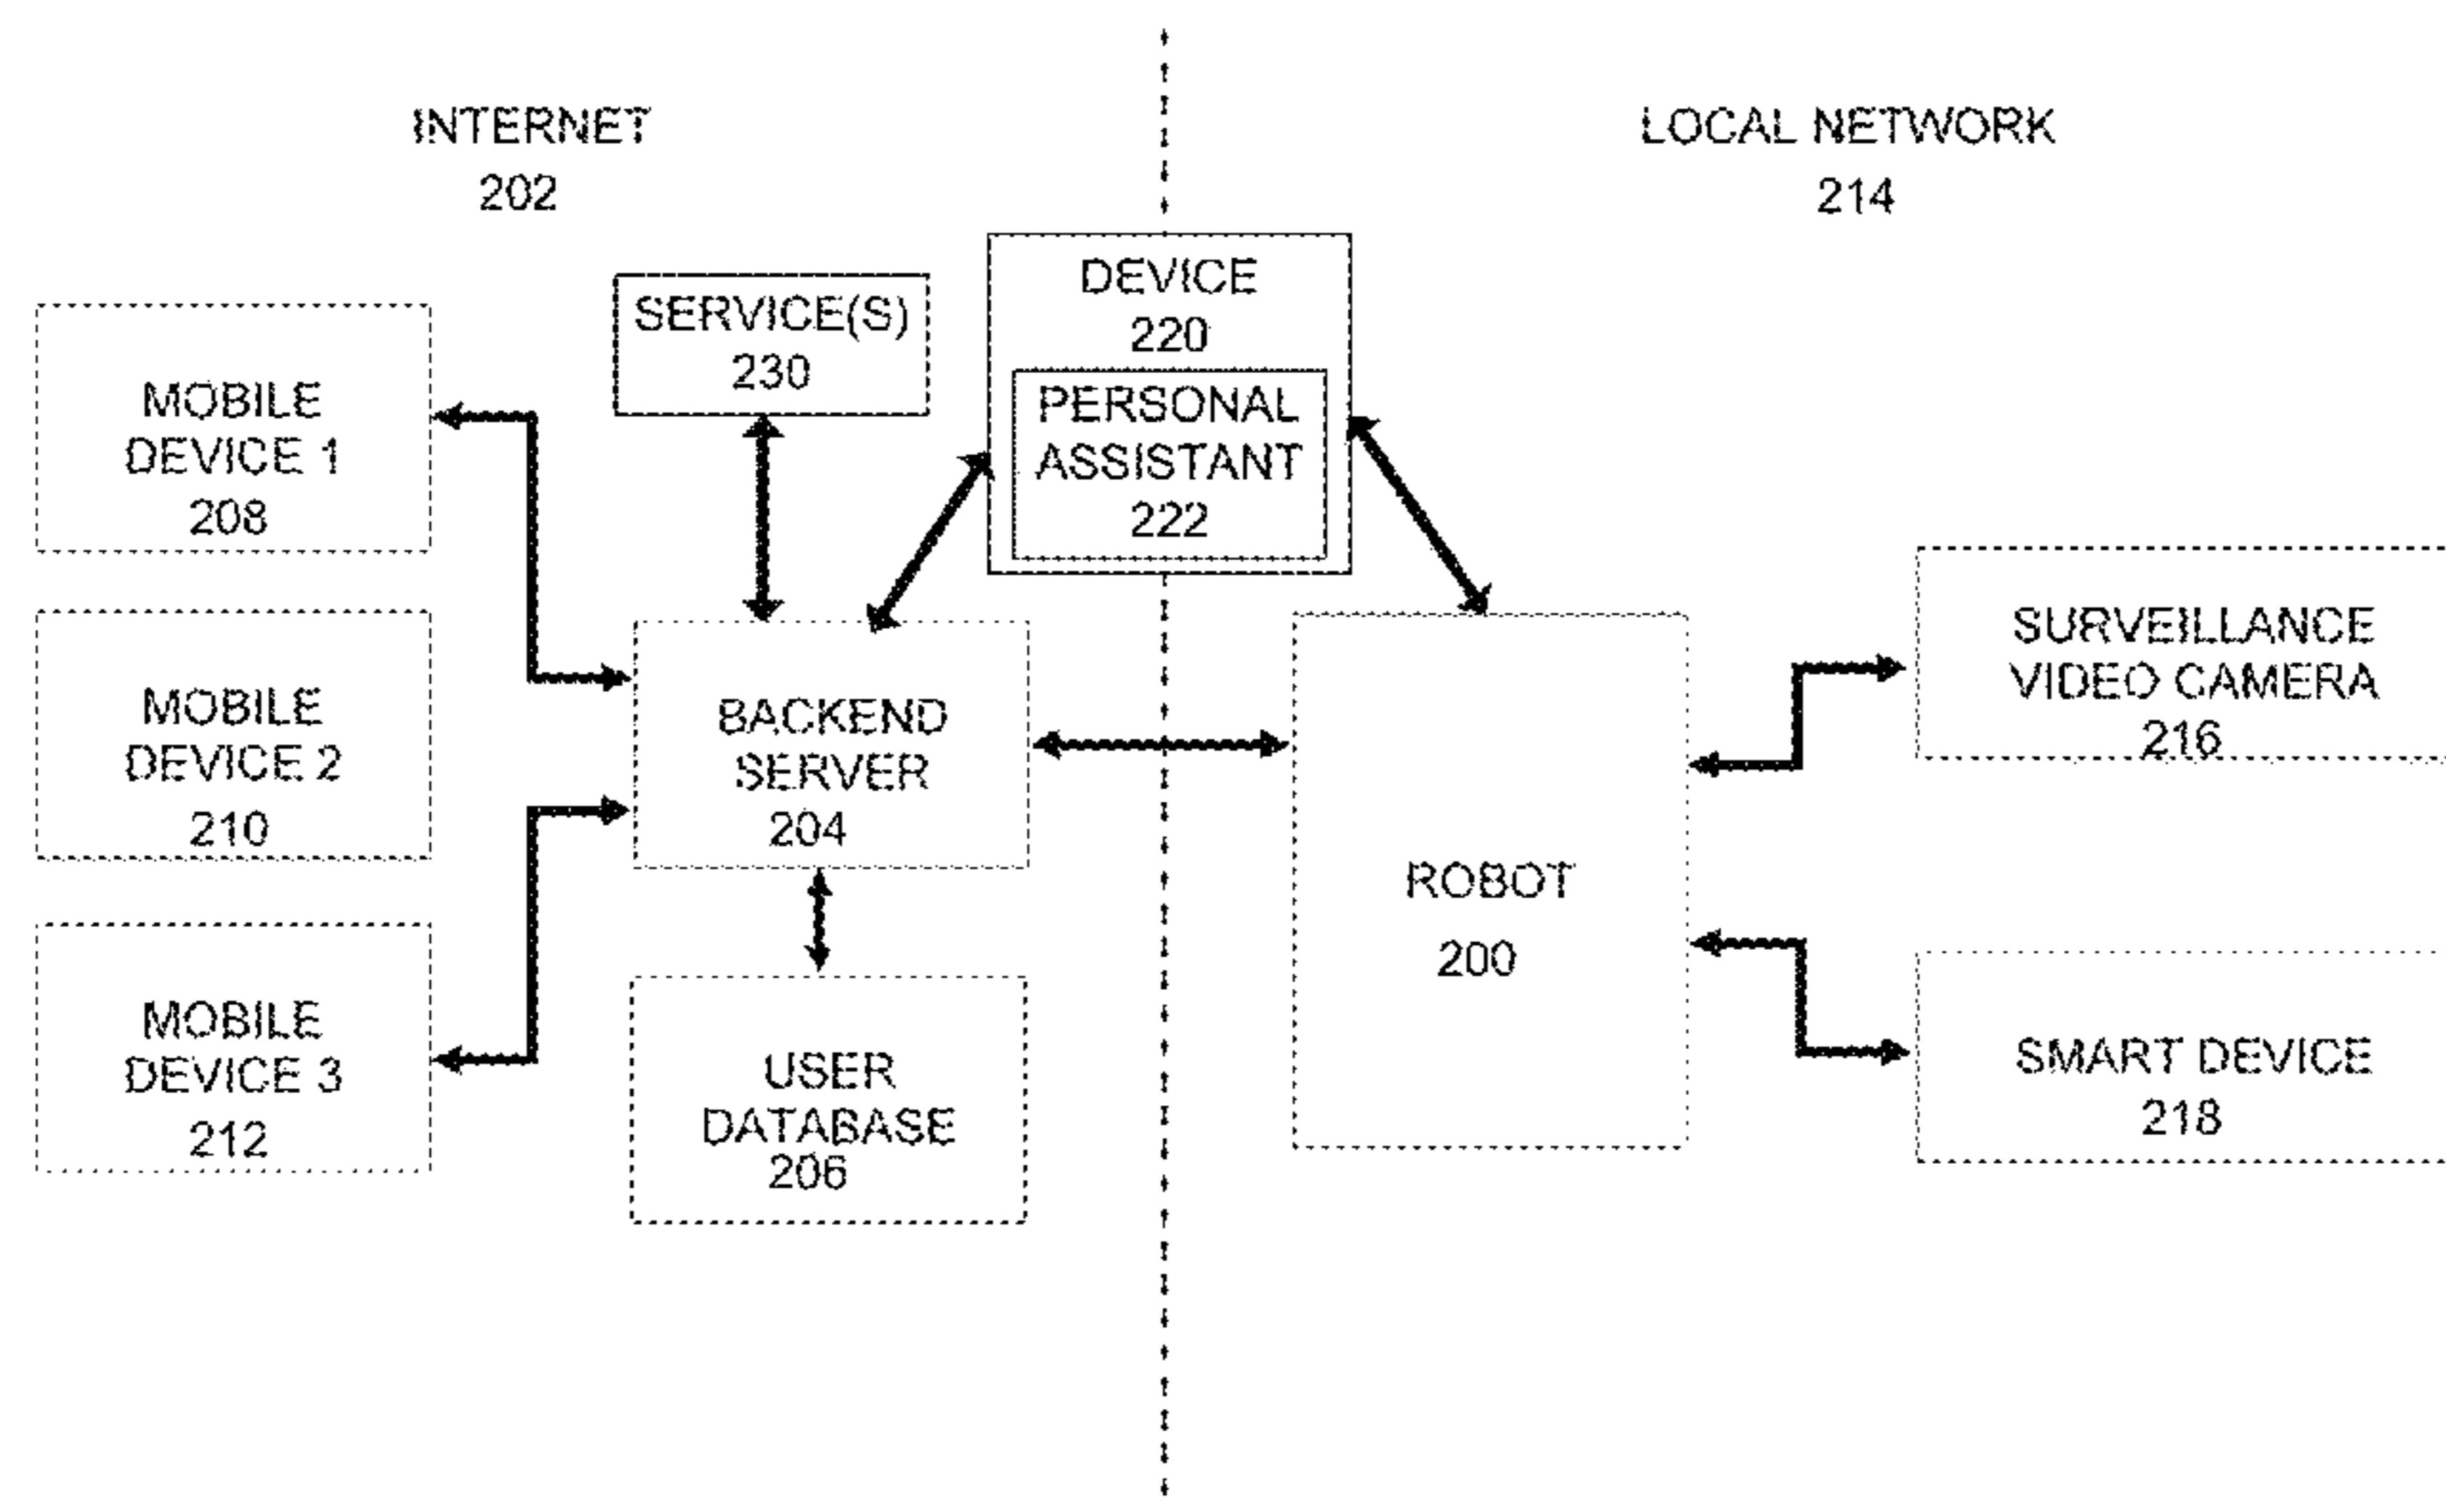 INTERNET
202
LOCAL NETWORK
214
DEVICE
220
PERSONAL
ASSISTANT
222
SERVICE(S)
230
MOBILE
DEVICE 1
208
MOBILE
DEVICE 2
210
MOBILE
DEVICE 3
212
BACKEND
SERVER
204
USER
DATABASE
206
ROBOT
200
SURVEILLANCE
VIDEO CAMERA
216
SMART DEVICE
218